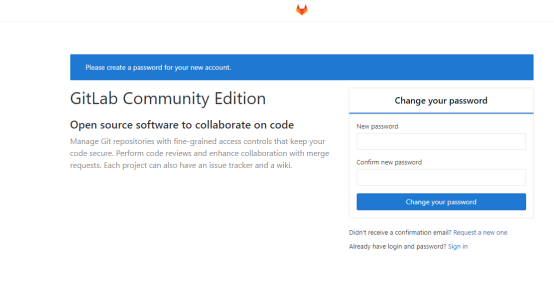 Please create a password for your new account.
GitLab Community Edition
Open source software to collaborate on code
Manage Git repositories with fine-grained access controls that keep your
code secure. Perform code reviews and enhance collaboration with merge
requests. Each project can also have an issue tracker and a wiki.
Change your password
New password
Confirm new password
Change your password
Didn't receive a confirmation email? Request a new one
Already have login and password? Sign in